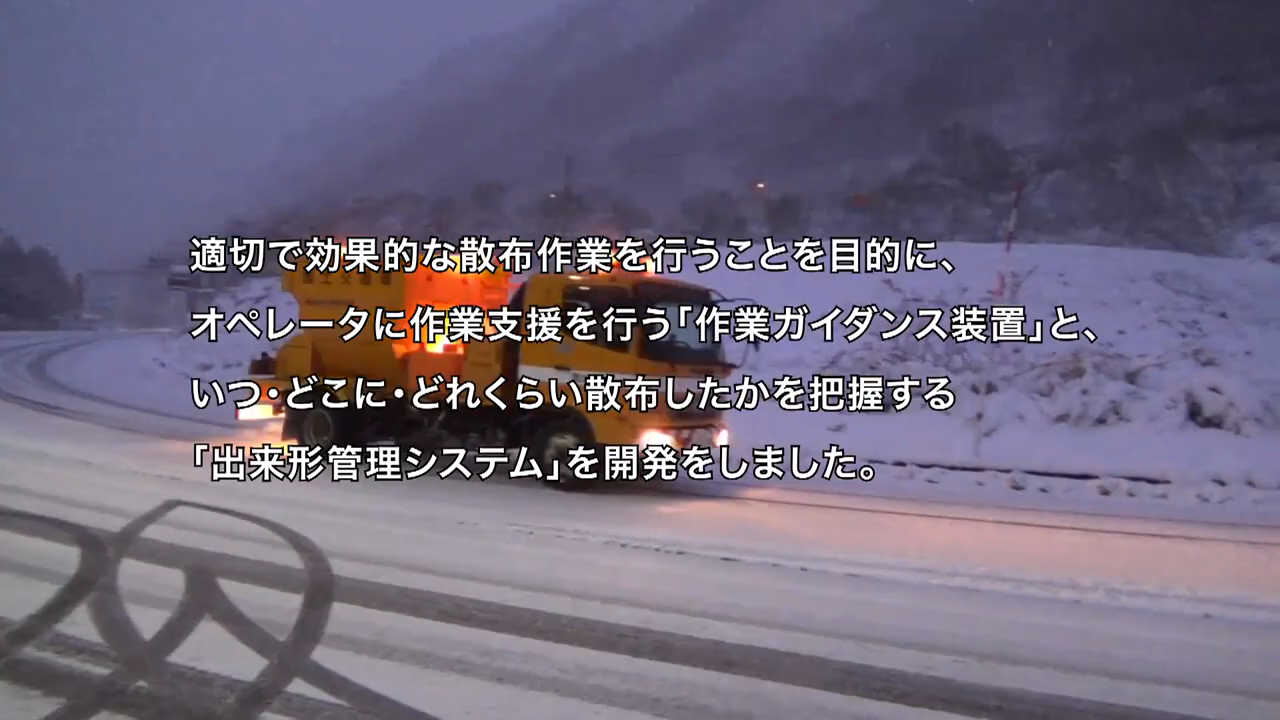 適切で効果的な散布作業を行うことを目的に、
オペレータに作業支援を行う「作業ガイダンス装置」と、
いつ・どこに・どれくらい散布したかを把握する
「出来形管理システム」を開発をしました。